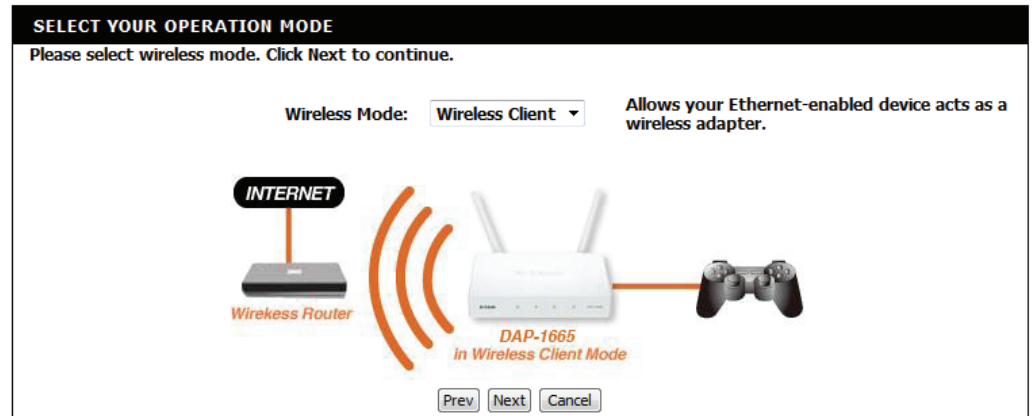 SELECT YOUR OPERATION MODE
Please select wireless mode. Click Next to continue.
Wireless Mode: Wireless Client
Allows your Ethernet-enabled device acts as a
wireless adapter.
INTERNET
Wirekess Router
DAP-1665
in Wireless Client Mode
Prev Next Cancel